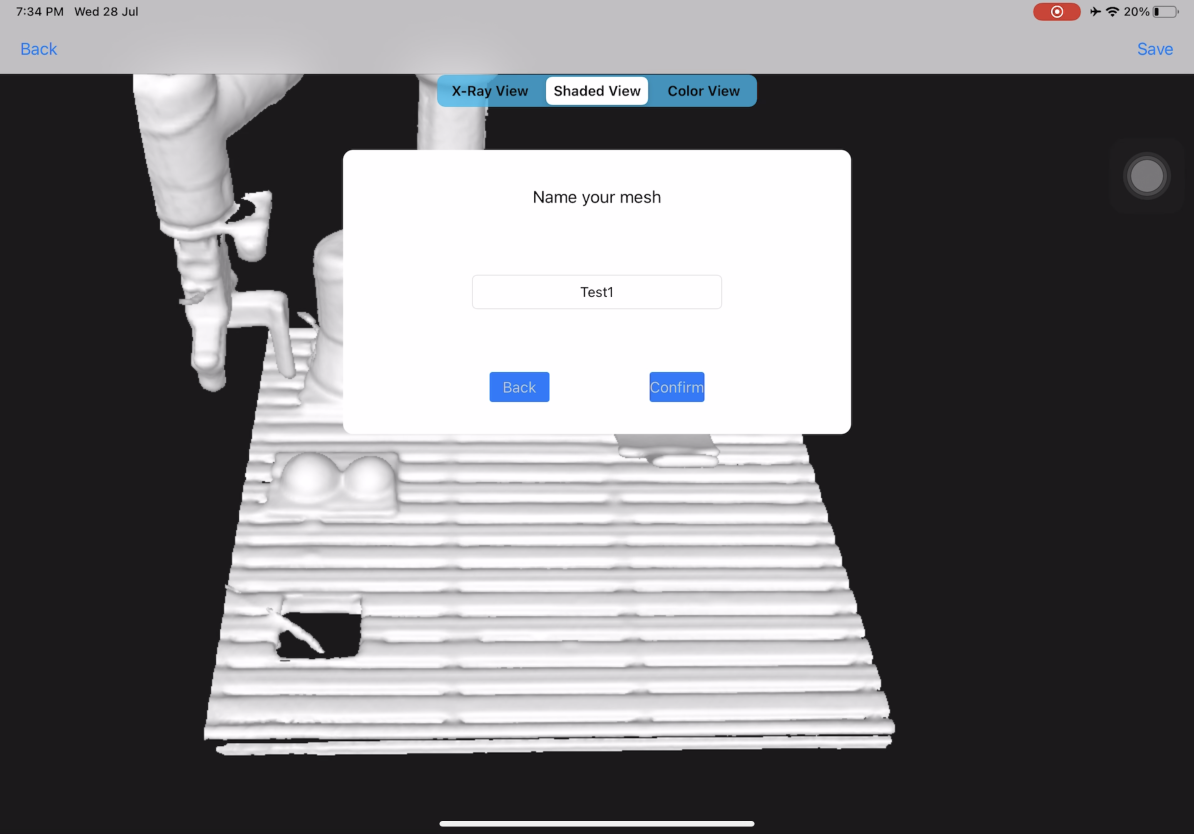 7:34 PM Wed 28 Jul 20%
Back Save
X-Ray View Shaded View Color View
Name your mesh
Test1
Back Confirm